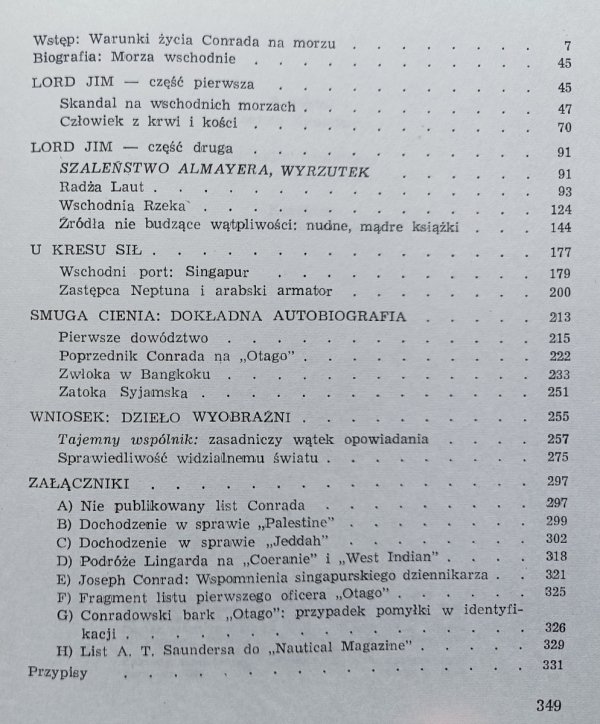 Wstęp: Warunki życia Conrada na morzu . . . . . . . 7
Biografia: Morza wschodnie . . . . . . . . . . 45
LORD JIM — część pierwsza . . . . . . . . . 45
Skandal na wschodnich morzach . . . . . . . . 47
Człowiek z krwi i kości . . . . . . . . . . 70
LORD JIM — część druga . . . . . . . . . . 91
SZALEŃSTWO ALMAYERA, WYRZUTEK . . . . . . 91
Radża Laut . . . . . . . . . . . . . 93
Wschodnia Rzeka . . . . . . . . . . . 124
Źródła nie budzące wątpliwości: nudne, mądre książki . . . 144
U KRESU SIŁ . . . . . . . . . . . . 177
Wschodni port: Singapur . . . . . . . . . 179
Zastępca Neptuna i arabski armator . . . . . . . 200
SMUGA CIENIA: DOKŁADNA AUTOBIOGRAFIA . . . . . 213
Pierwsze dowództwo . . . . . . . . . . . 215
Poprzednik Conrada na „Otago” . . . . . . . . 222
Zwłoka w Bangkoku . . . . . . . . . . . 233
Zatoka Syjamska . . . . . . . . . . . . 251
WNIOSEK: DZIEŁO WYOBRAŹNI . . . . . . . . 255
Tajemny wspólnik: zasadniczy wątek opowiadania . . . . 257
Sprawiedliwość widzialnemu światu . . . . . . . 275
ZAŁĄCZNIKI . . . . . . . . . . . . . 297
A) Nie publikowany list Conrada . . . . . . . . 297
B) Dochodzenie w sprawie „Palestine” . . . . . . . 299
C) Dochodzenie w sprawie „Jeddah” . . . . . . . 302
D) Podróże Lingarda na „Coeranie” i „West Indian” . . . . 318
E) Joseph Conrad: Wspomnienia singapurskiego dziennikarza . . 321
F) Fragment listu pierwszego oficera „Otago” . . . . . 325
G) Conradowski bark „Otago”: przypadek pomyłki w identyfi-
kacji . . . . . . . . . . . . . . 326
H) List A. T. Saundersa do „Nautical Magazine” . . . . . 329
Przypisy . . . . . . . . . . . . . . 331
349